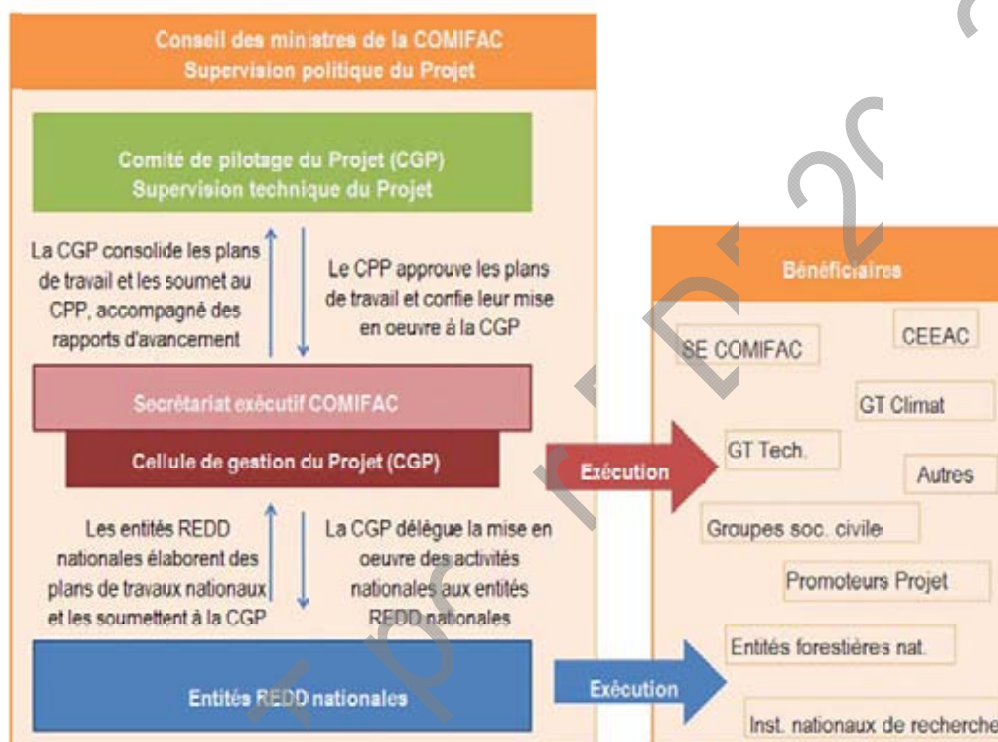 Conseil des ministres de la COMIFAC
Supervision politique du Projet
Comité de pilotage du Projet (CGP)
Supervision technique du Projet
La CGP consolide les plans
de travail et les soumet au
CPP, accompagné des
rapports d'avancement
Le CPP approuve les plans
de travail et confie leur mise
en oeuvre à la CGP
Secrétariat exécutif COMIFAC
Cellule de gestion du Projet (CGP)
Exécution
Les entités REDD
nationales élaborent des
plans de travaux nationaux
et les soumettent à la CGP
La CGP délègue la mise en
oeuvre des activités
nationales aux entités
REDD nationales
Entités REDD nationales
Exécution
Bénéficiaires
SE COMIFAC
CEEAC
GT Climat
GT Tech.
Autres
Groupes soc. civile
Promoteurs Projet
Entités forestières nat.
Inst. nationaux de recherche